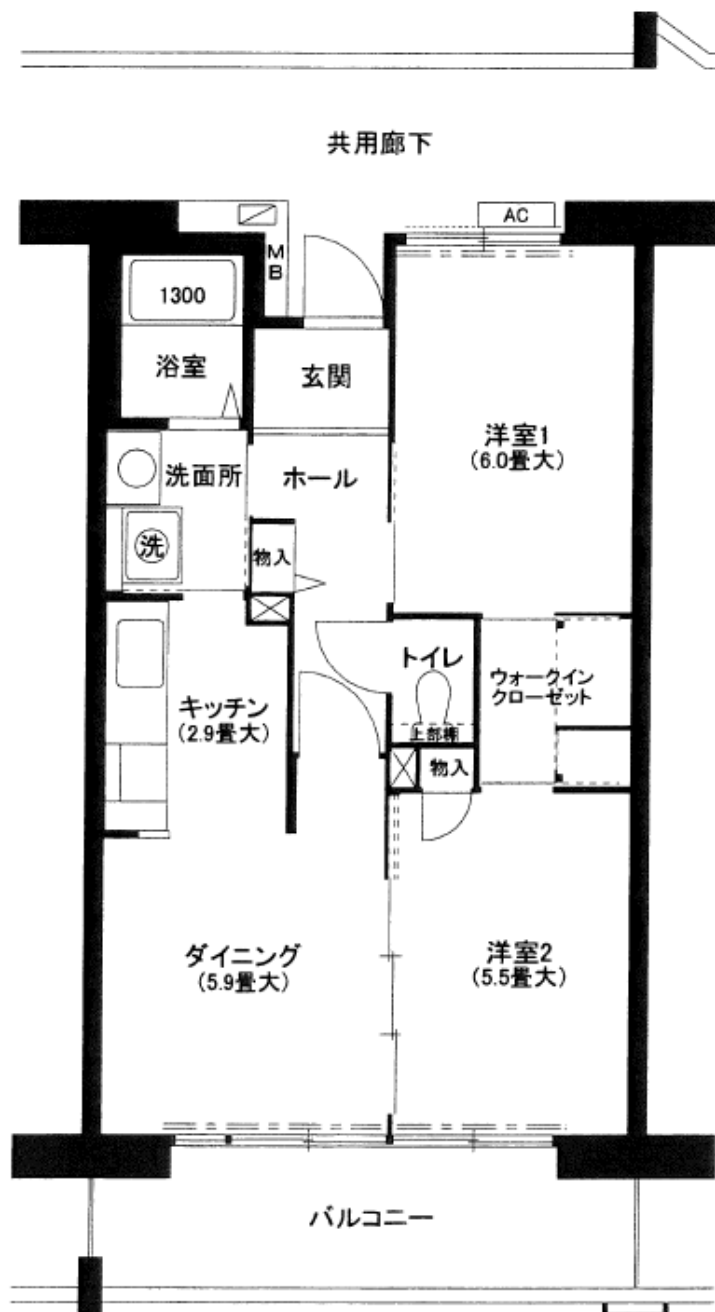 共用廊下
AC
MB
1300
浴室
玄関
洋室1
(6.0畳大)
洗面所
ホール
洗
物入
トイレ
ウォークイン
クローゼット
キッチン
(2.9畳大)
上部棚
物入
ダイニング
(5.9畳大)
洋室2
(5.5畳大)
バルコニー